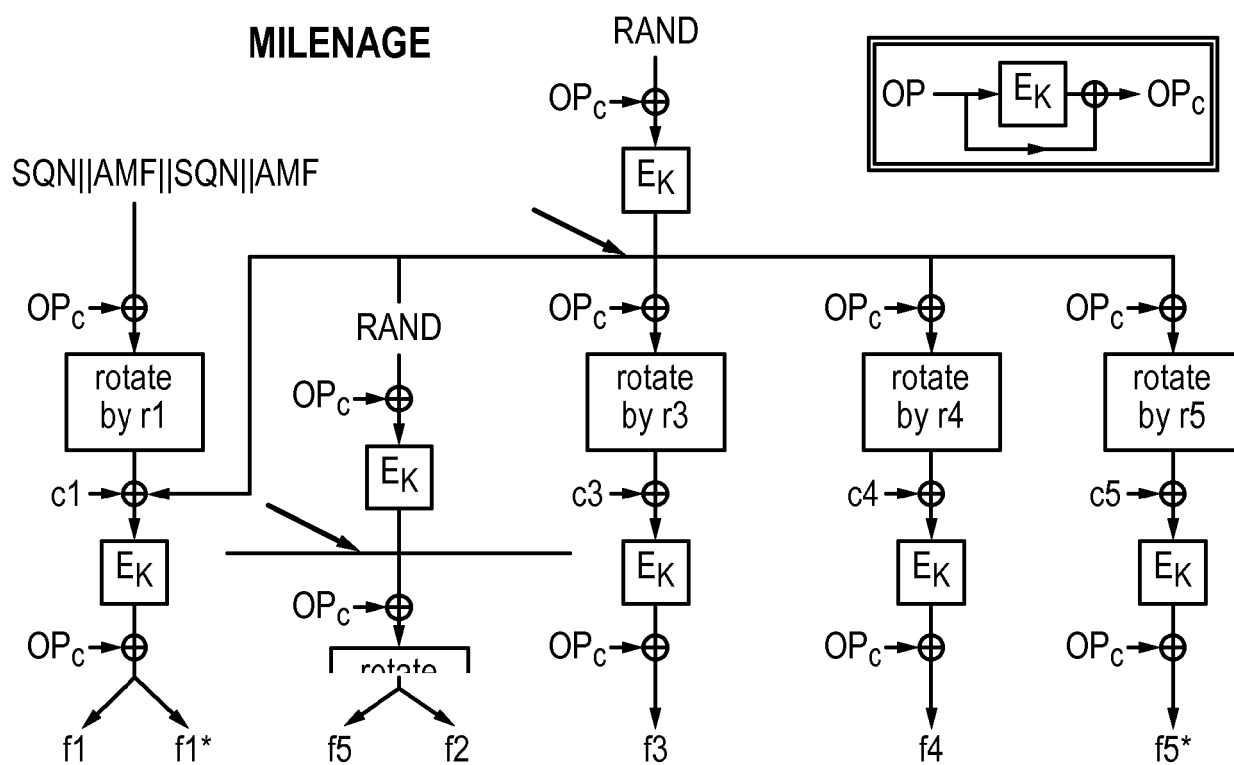 MILENAGE
RAND
OPc
OP
EK
OPc
EK
SQN||AMF||SQN||AMF
OPc
RAND
OPc
OPc
OPc
rotate
by r1
OPc
rotate
by r3
rotate
by r4
rotate
by r5
EK
c1
c3
c4
c5
EK
EK
EK
EK
OPc
OPc
OPc
OPc
OPc
rotate
f1
f1*
f5
f2
f3
f4
f5*